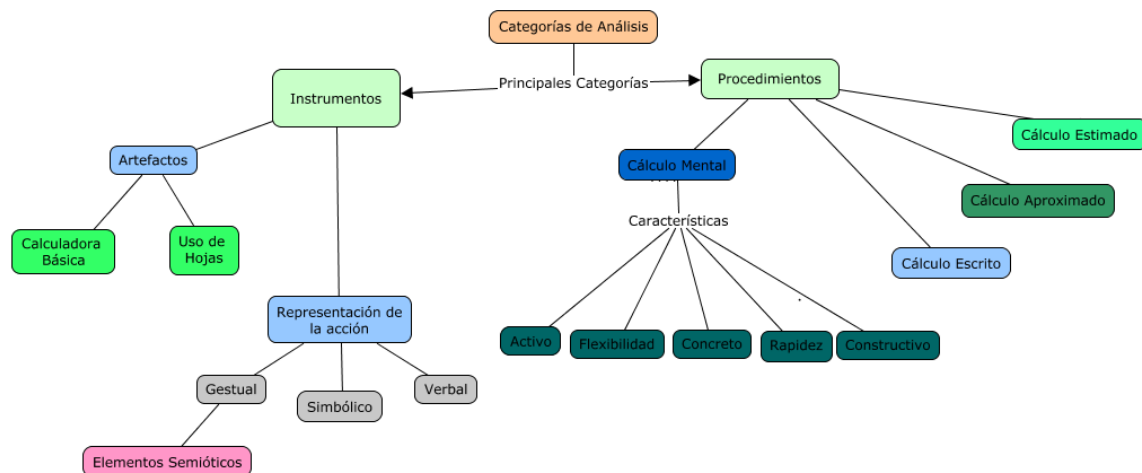 Categorías de Análisis
Principales Categorías
Instrumentos
Procedimientos
Artefactos
Cálculo Mental
Cálculo Estimado
Cálculo Aproximado
Calculadora
Básica
Uso de
Hojas
Características
Cálculo Escrito
Representación de
la acción
Activo
Flexibilidad
Concreto
Rapidez
Constructivo
Gestual
Simbólico
Verbal
Elementos Semióticos